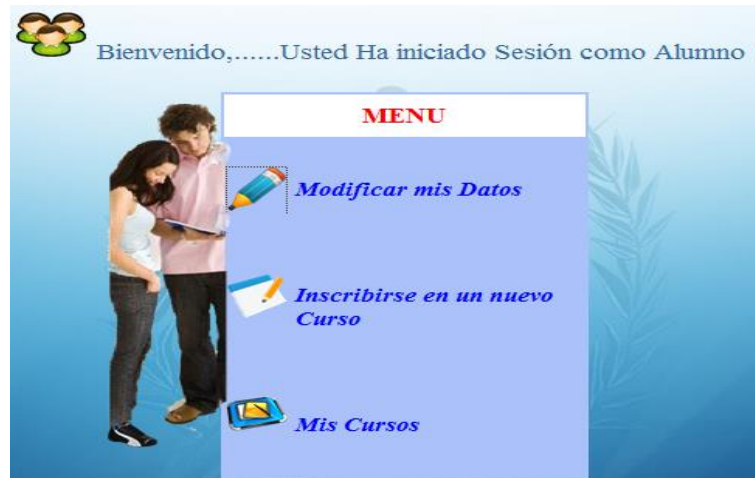 Bienvenido,......Usted Ha iniciado Sesión como Alumno
MENU
Modificar mis Datos
Inscribirse en un nuevo
Curso
Mis Cursos